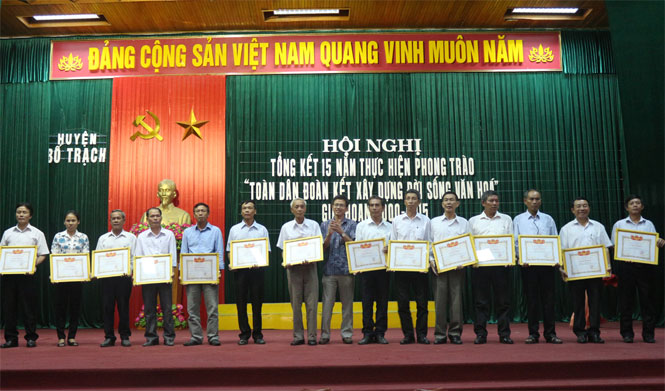 ĐẢNG CỘNG SẢN VIỆT NAM QUANG VINH MUÔN NĂM
HUYỆN
BỐ TRẠCH
HỘI NGHỊ
TỔNG KẾT 15 NĂM THỰC HIỆN PHONG TRÀO
"TOÀN DÂN ĐOÀN KẾT XÂY DỰNG ĐỜI SỐNG VĂN HOÁ"